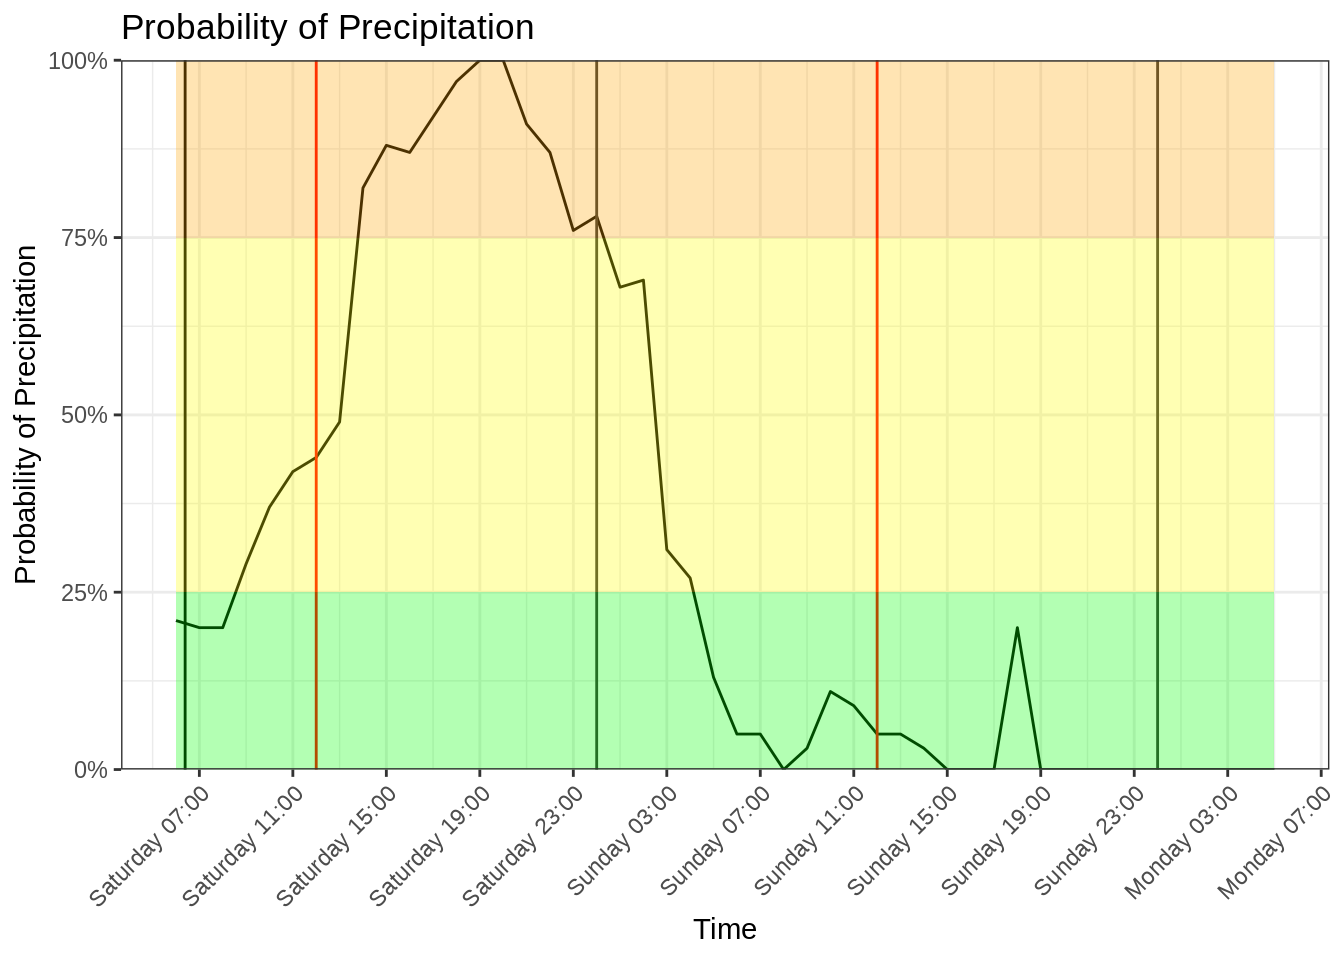 Probability of Precipitation
Probability of Precipitation
100%
75%
50%
25%
0%
Saturday 07:00
Saturday 11:00
Saturday 15:00
Saturday 19:00
Saturday 23:00
Sunday 03:00
Sunday 07:00
Sunday 11:00
Sunday 15:00
Sunday 19:00
Sunday 23:00
Monday 03:00
Monday 07:00
Time